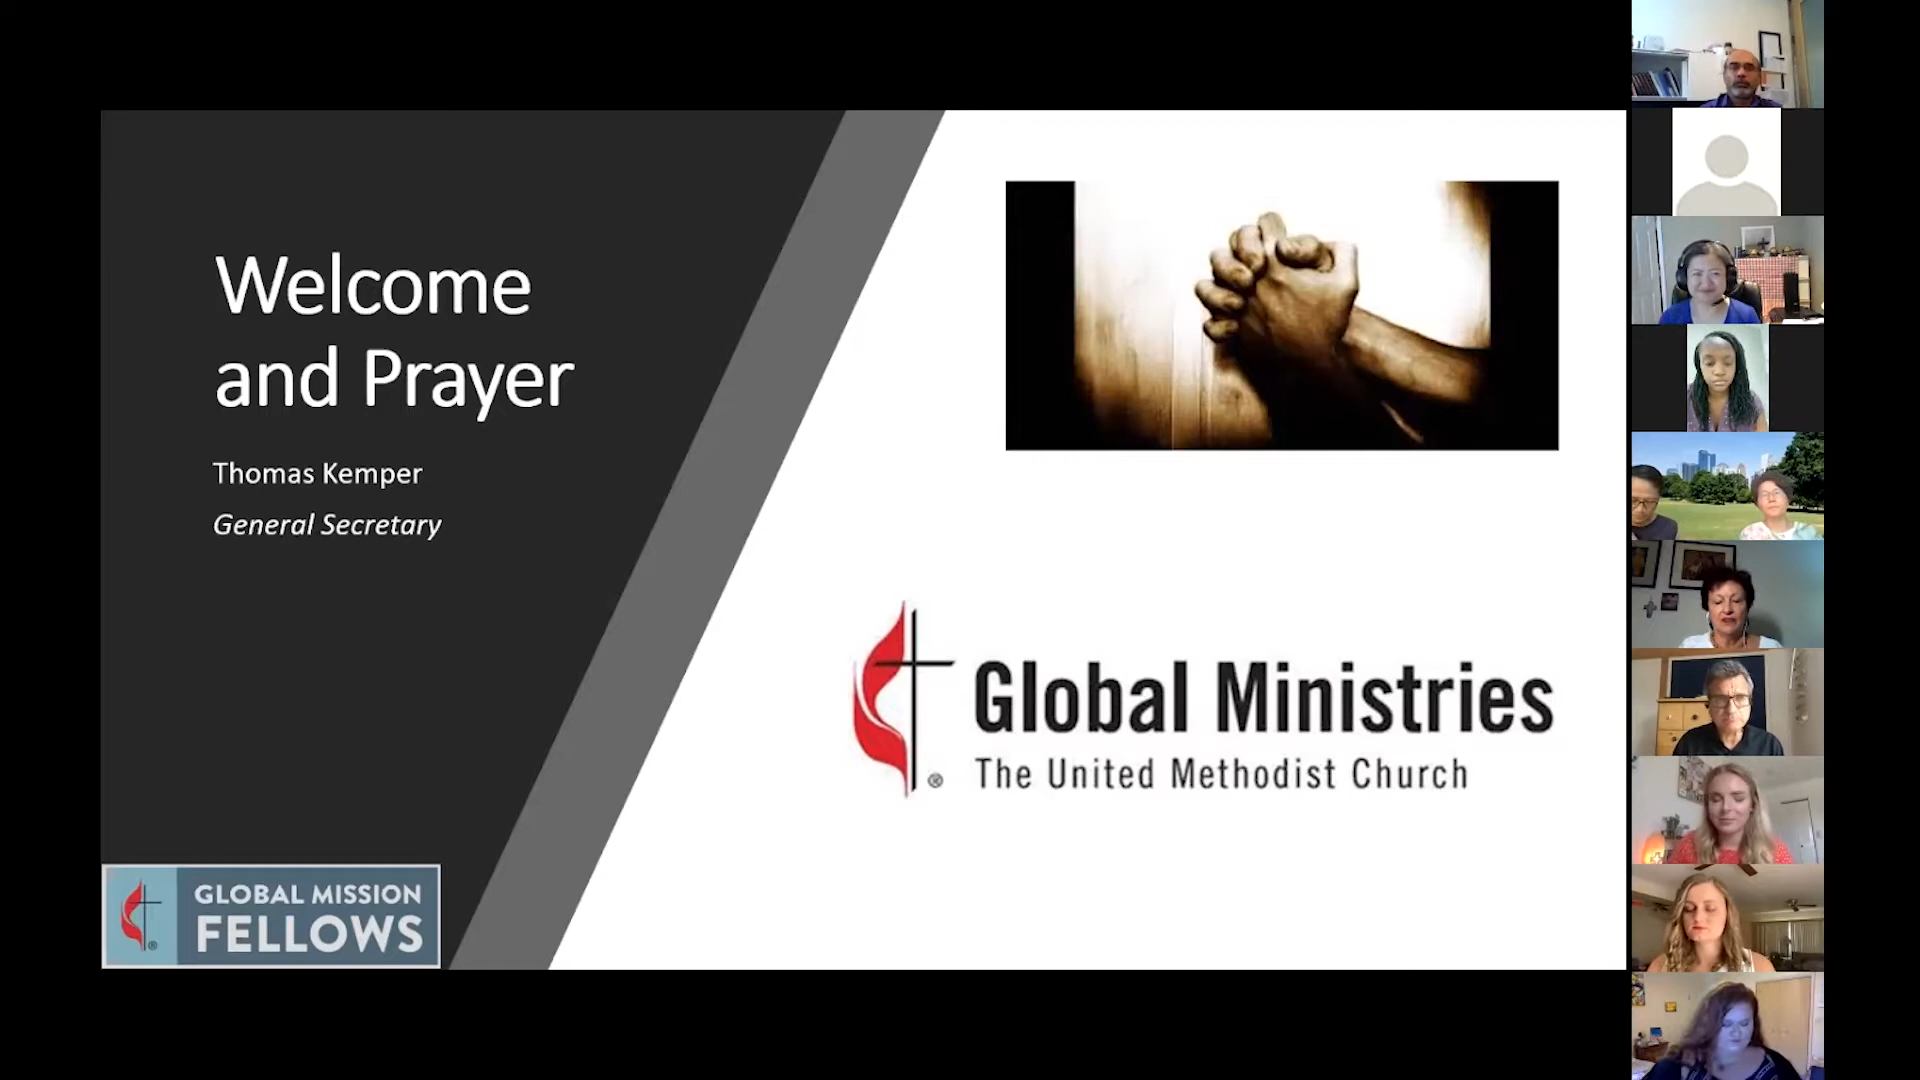 Welcome
and Prayer
Thomas Kemper
General Secretary
Global Ministries
®
The United Methodist Church
GLOBAL MISSION
FELLOWS
®